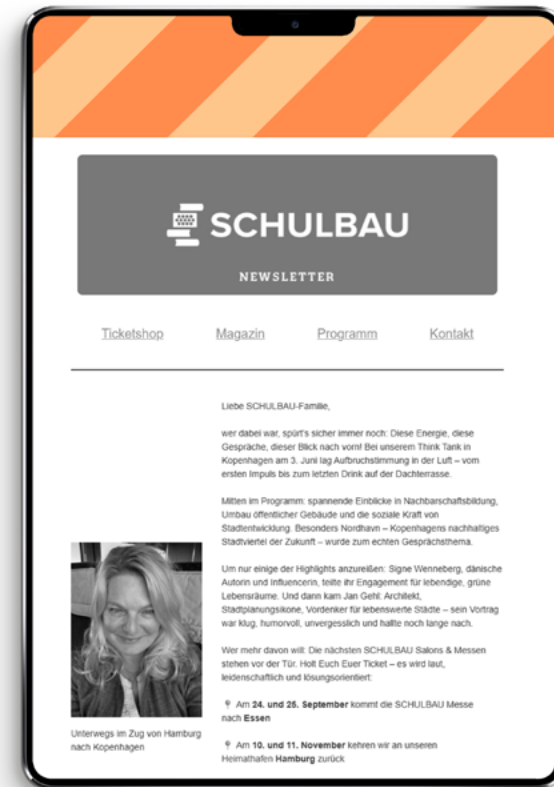 SCHULBAU
NEWSLETTER
Ticketshop Magazin Programm Kontakt
Liebe SCHULBAU-Familie,
wer dabei war, spürt's sicher immer noch: Diese Energie, diese
Gespräche, dieser Blick nach vorn! Bei unserem Think Tank in
Kopenhagen am 3. Juni lag Aufbruchstimmung in der Luft – vom
ersten Impuls bis zum letzten Drink auf der Dachterrasse.
Mitten im Programm: spannende Einblicke in Nachbarschaftsbildung,
Umbau öffentlicher Gebäude und die soziale Kraft von
Stadtentwicklung. Besonders Nordhavn – Kopenhagens nachhaltiges
Stadtviertel der Zukunft – wurde zum echten Gesprächsthema.
Um nur einige der Highlights anzureißen: Signe Wenneberg, dänische
Autorin und Influencerin, teilte ihr Engagement für lebendige, grüne
Lebensräume. Und dann kam Jan Gehl: Architekt,
Stadtplanungsikone, Vordenker für lebenswerte Städte – sein Vortrag
war klug, humorvoll, unvergesslich und hallte noch lange nach.
Wer mehr davon will: Die nächsten SCHULBAU Salons & Messen
stehen vor der Tür. Holt Euch Euer Ticket – es wird laut,
leidenschaftlich und lösungsorientiert:
Am 24. und 25. September kommt die SCHULBAU Messe
nach Essen
Am 10. und 11. November kehren wir an unseren
Heimathafen Hamburg zurück
Unterwegs im Zug von Hamburg
nach Kopenhagen